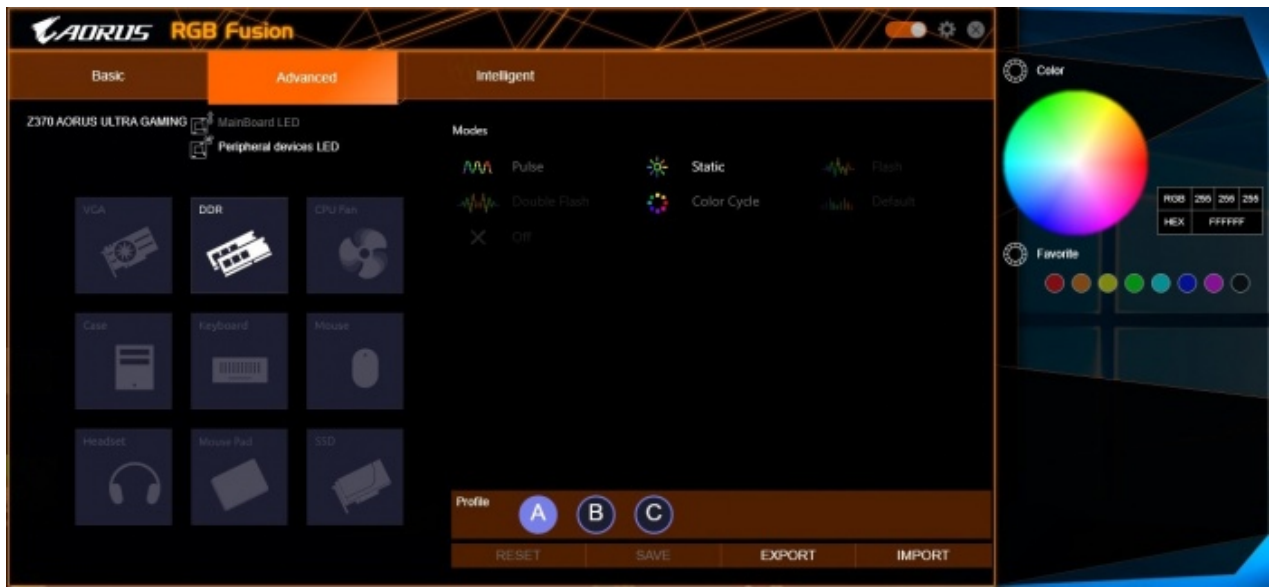 AORUS RGB Fusion
Basic Advanced Intelligent
Z370 AORUS ULTRA GAMING MainBoard LED
Peripheral devices LED
VGA DDR CPU Fan
Case Keyboard Mouse
Headset Mouse Pad SSD
Modes
Pulse Static Flash
Double Flash Color Cycle Default
Off
Profile A B C
RESET SAVE EXPORT IMPORT
Color
RGB 255 255 255
HEX FFFFFF
Favorite